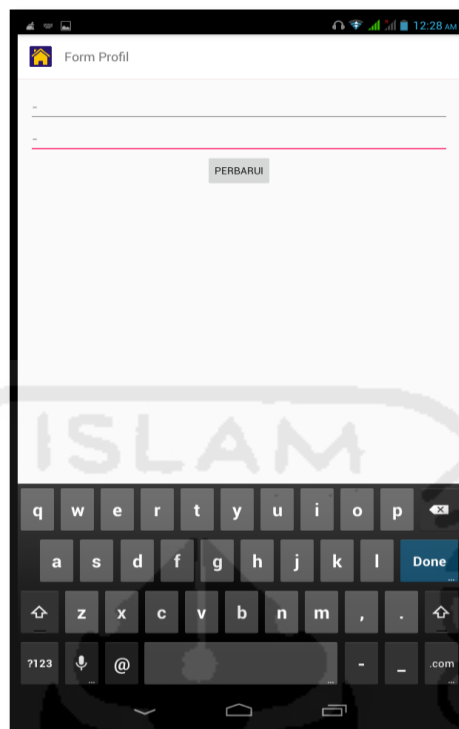 12:28 AM
Form Profil
-
-
PERBARUI
ISLAM
q w e r t y u i o p
a s d f g h j k l Done
z x c v b n m , .
?123 @ - _ .com